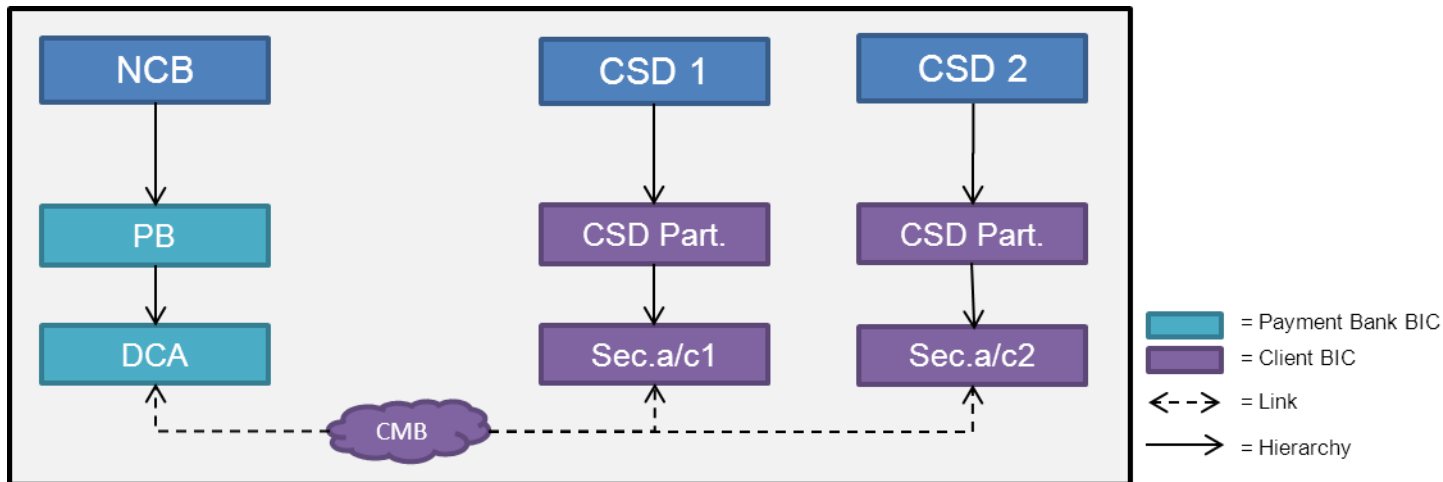 NCB
CSD 1
CSD 2
PB
CSD Part.
CSD Part.
DCA
Sec.a/c1
Sec.a/c2
CMB
= Payment Bank BIC
= Client BIC
= Link
= Hierarchy